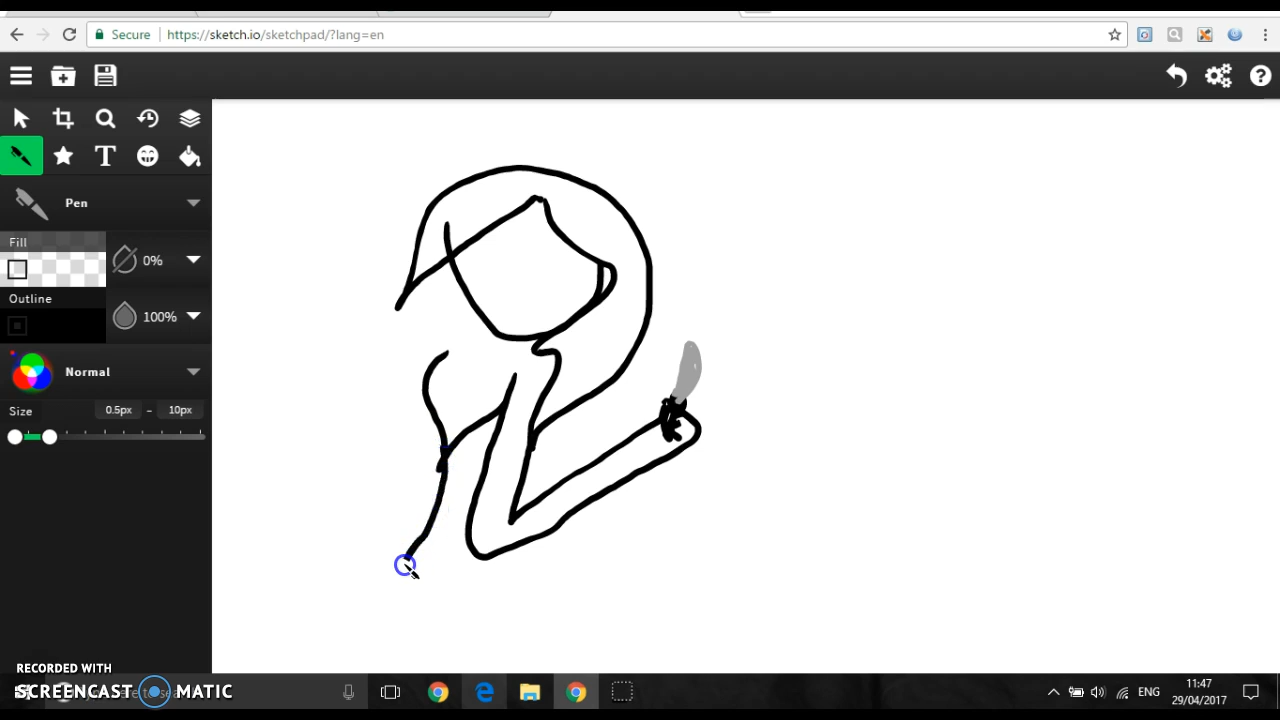 Secure
https://sketch.io/sketchpad/?lang=en
T
Pen
Fill
0%
Outline
100%
Normal
Size
0.5px - 10px
RECORDED WITH
SCREENCAST MATIC
ENG
11:47
29/04/2017